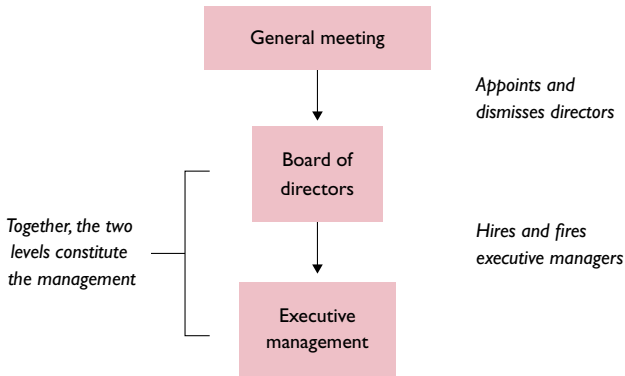 General meeting
Appoints and
dismisses directors
Board of
directors
Together, the two
levels constitute
the management
Hires and fires
executive managers
Executive
management